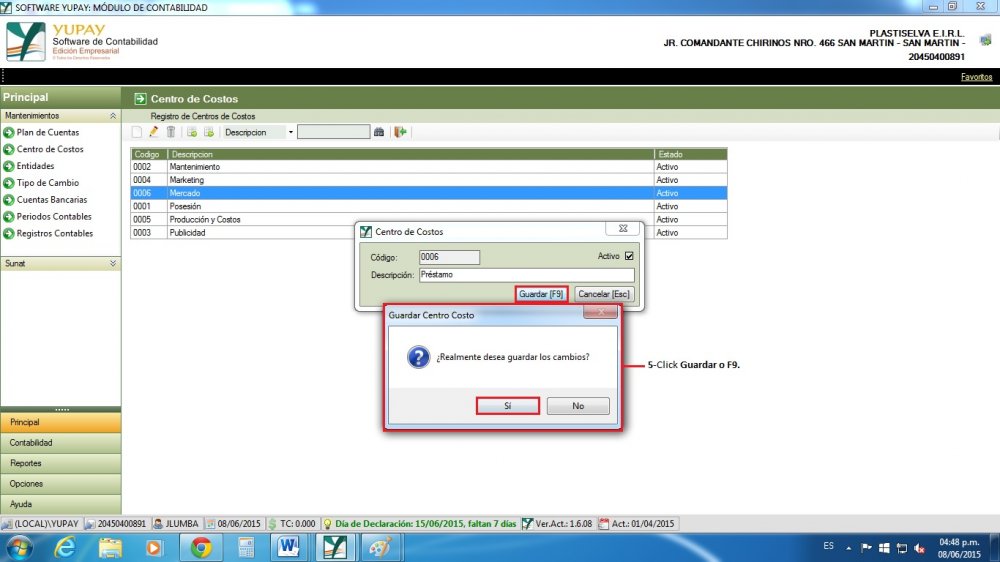 SOFTWARE YUPAY: MÓDULO DE CONTABILIDAD
YUPAY
Software de Contabilidad
Edición Empresarial
PLASTISELVA E.I.R.L.
JR. COMANDANTE CHIRINOS NRO. 466 SAN MARTIN - SAN MARTIN -
20450400891
Favoritos
Principal
Centro de Costos
Mantenimientos
Registro de Centros de Costos
Plan de Cuentas
Centro de Costos
Entidades
Tipo de Cambio
Cuentas Bancarias
Periodos Contables
Registros Contables
Sunat
Descripcion
Codigo Descripcion Estado
0002 Mantenimiento Activo
0004 Marketing Activo
0006 Mercado Activo
0001 Posesión Activo
0005 Producción y Costos Activo
0003 Publicidad Activo
Centro de Costos
Código: 0006 Activo
Descripción: Préstamo
Guardar [F9] Cancelar [Esc]
Guardar Centro Costo
¿Realmente desea guardar los cambios?
Sí No
5-Click Guardar o F9.
Principal
Contabilidad
Reportes
Opciones
Ayuda
(LOCAL)\YUPAY 20450400891 JLUMBA 08/06/2015 TC: 0.000 Día de Declaración: 15/06/2015, faltan 7 días Ver.Act.: 1.6.08 Act.: 01/04/2015
ES 04:48 p.m.
08/06/2015